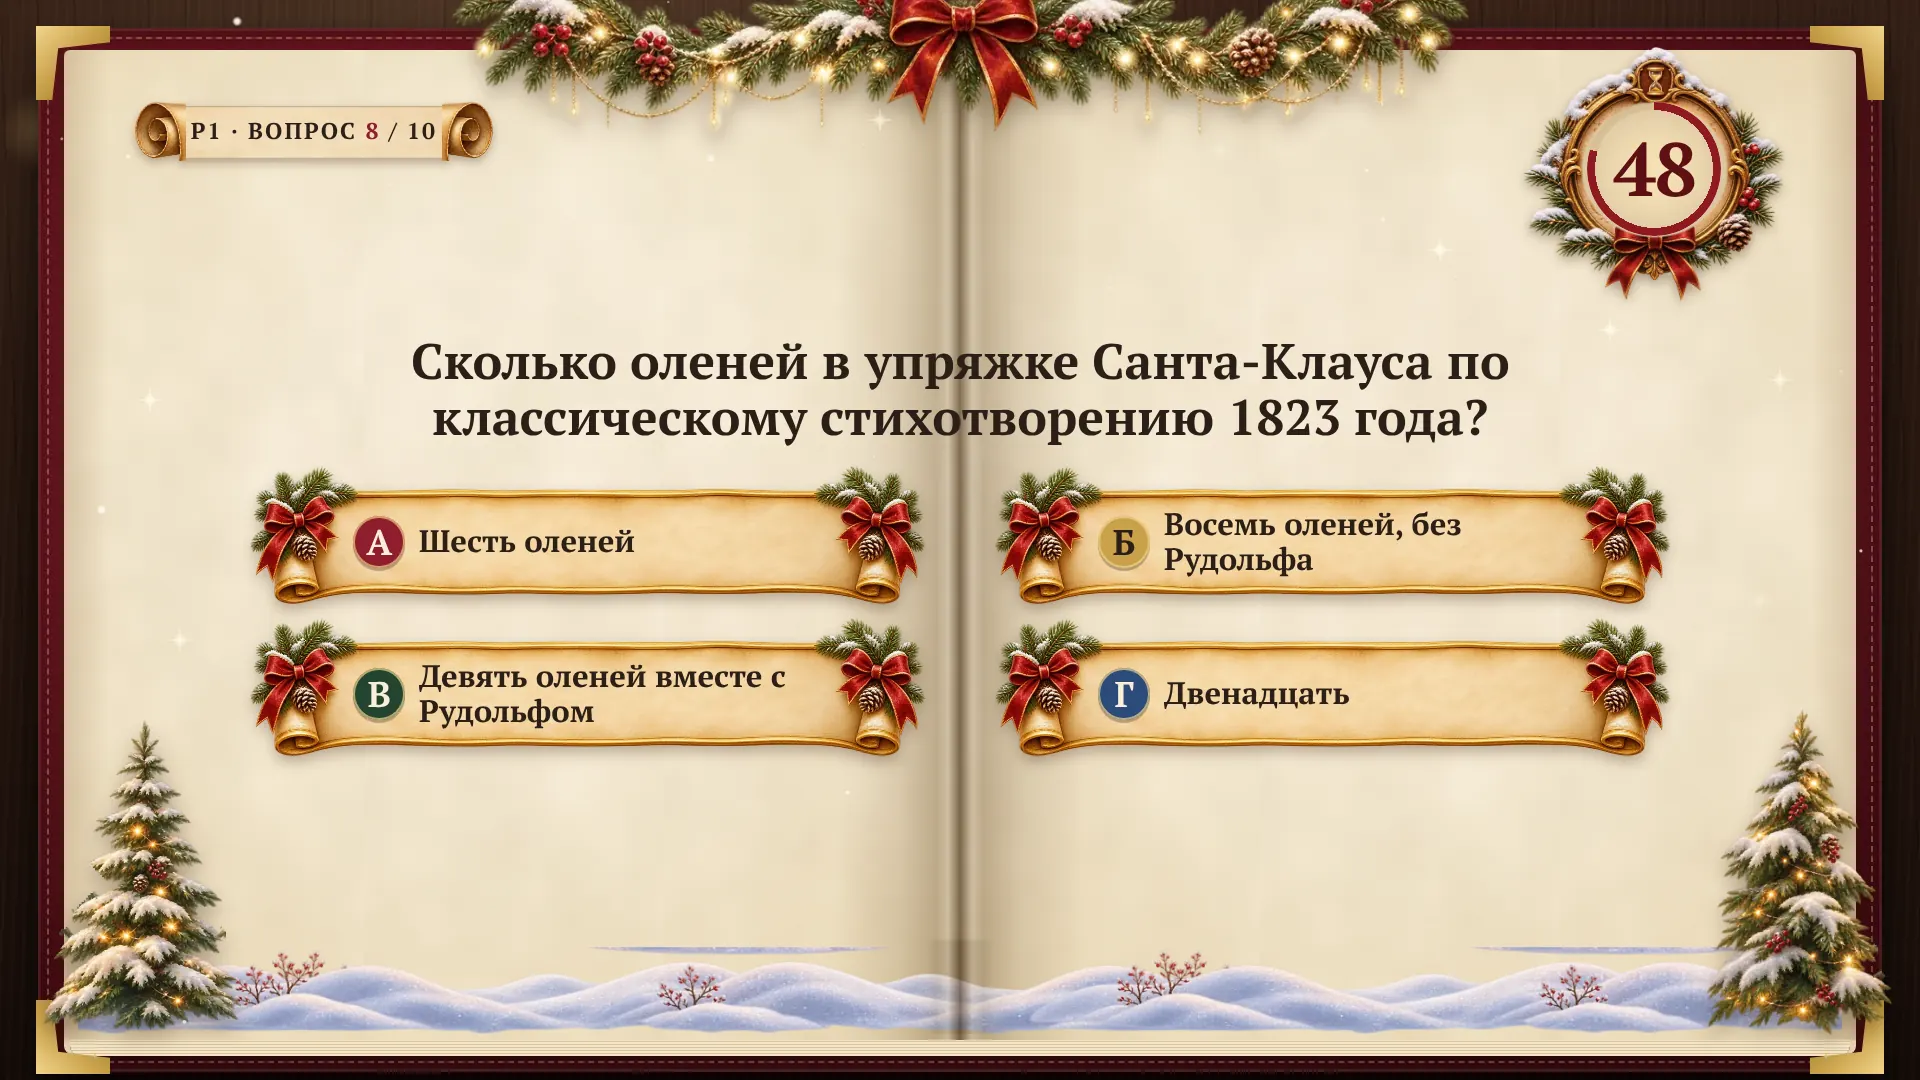 Р1 · ВОПРОС 8 / 10
48
Сколько оленей в упряжке Санта-Клауса по
классическому стихотворению 1823 года?
А Шесть оленей
Б Восемь оленей, без
Рудольфа
В Девять оленей вместе с
Рудольфом
Г Двенадцать